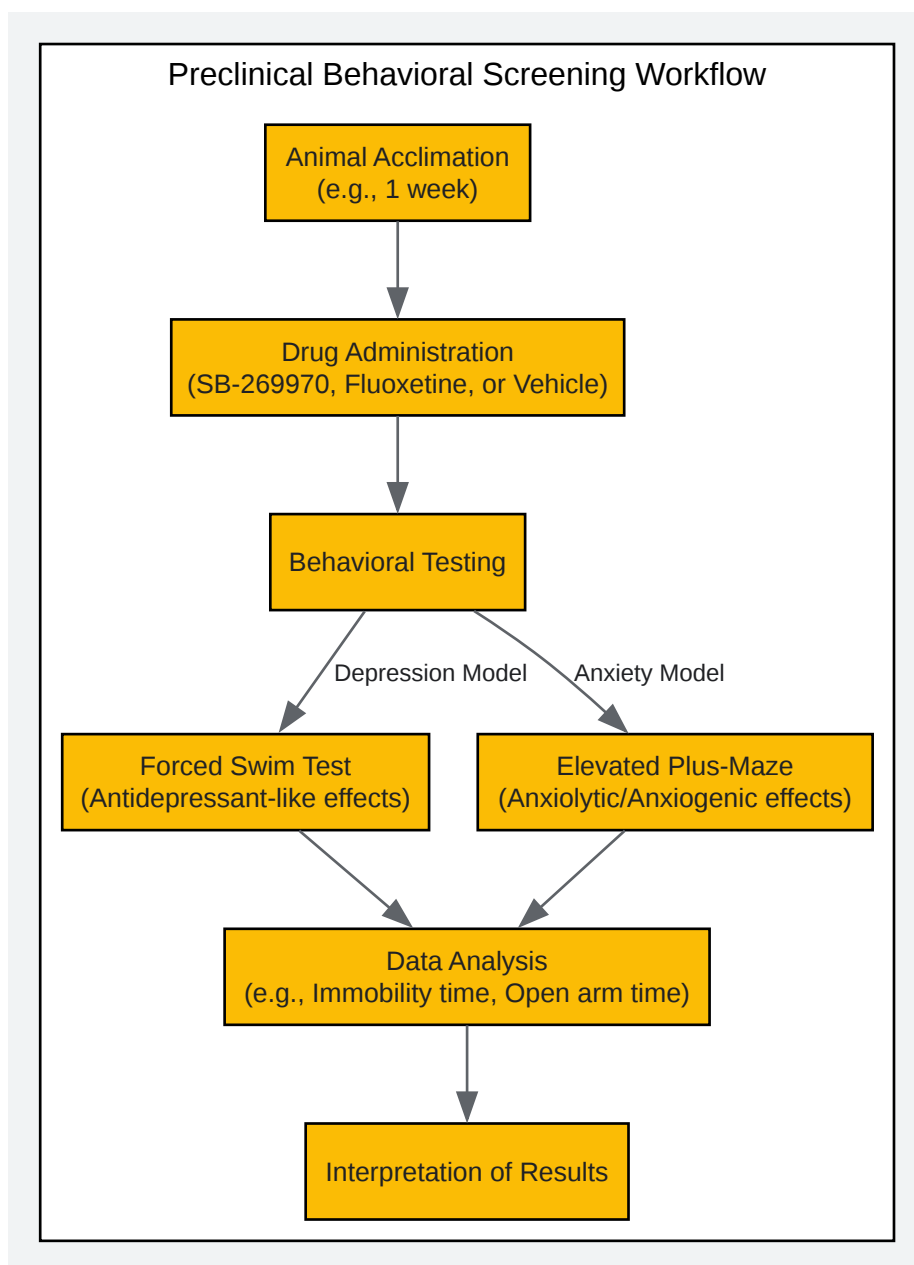 Preclinical Behavioral Screening Workflow
Animal Acclimation
(e.g., 1 week)
Drug Administration
(SB-269970, Fluoxetine, or Vehicle)
Behavioral Testing
Depression Model
Anxiety Model
Forced Swim Test
(Antidepressant-like effects)
Elevated Plus-Maze
(Anxiolytic/Anxiogenic effects)
Data Analysis
(e.g., Immobility time, Open arm time)
Interpretation of Results